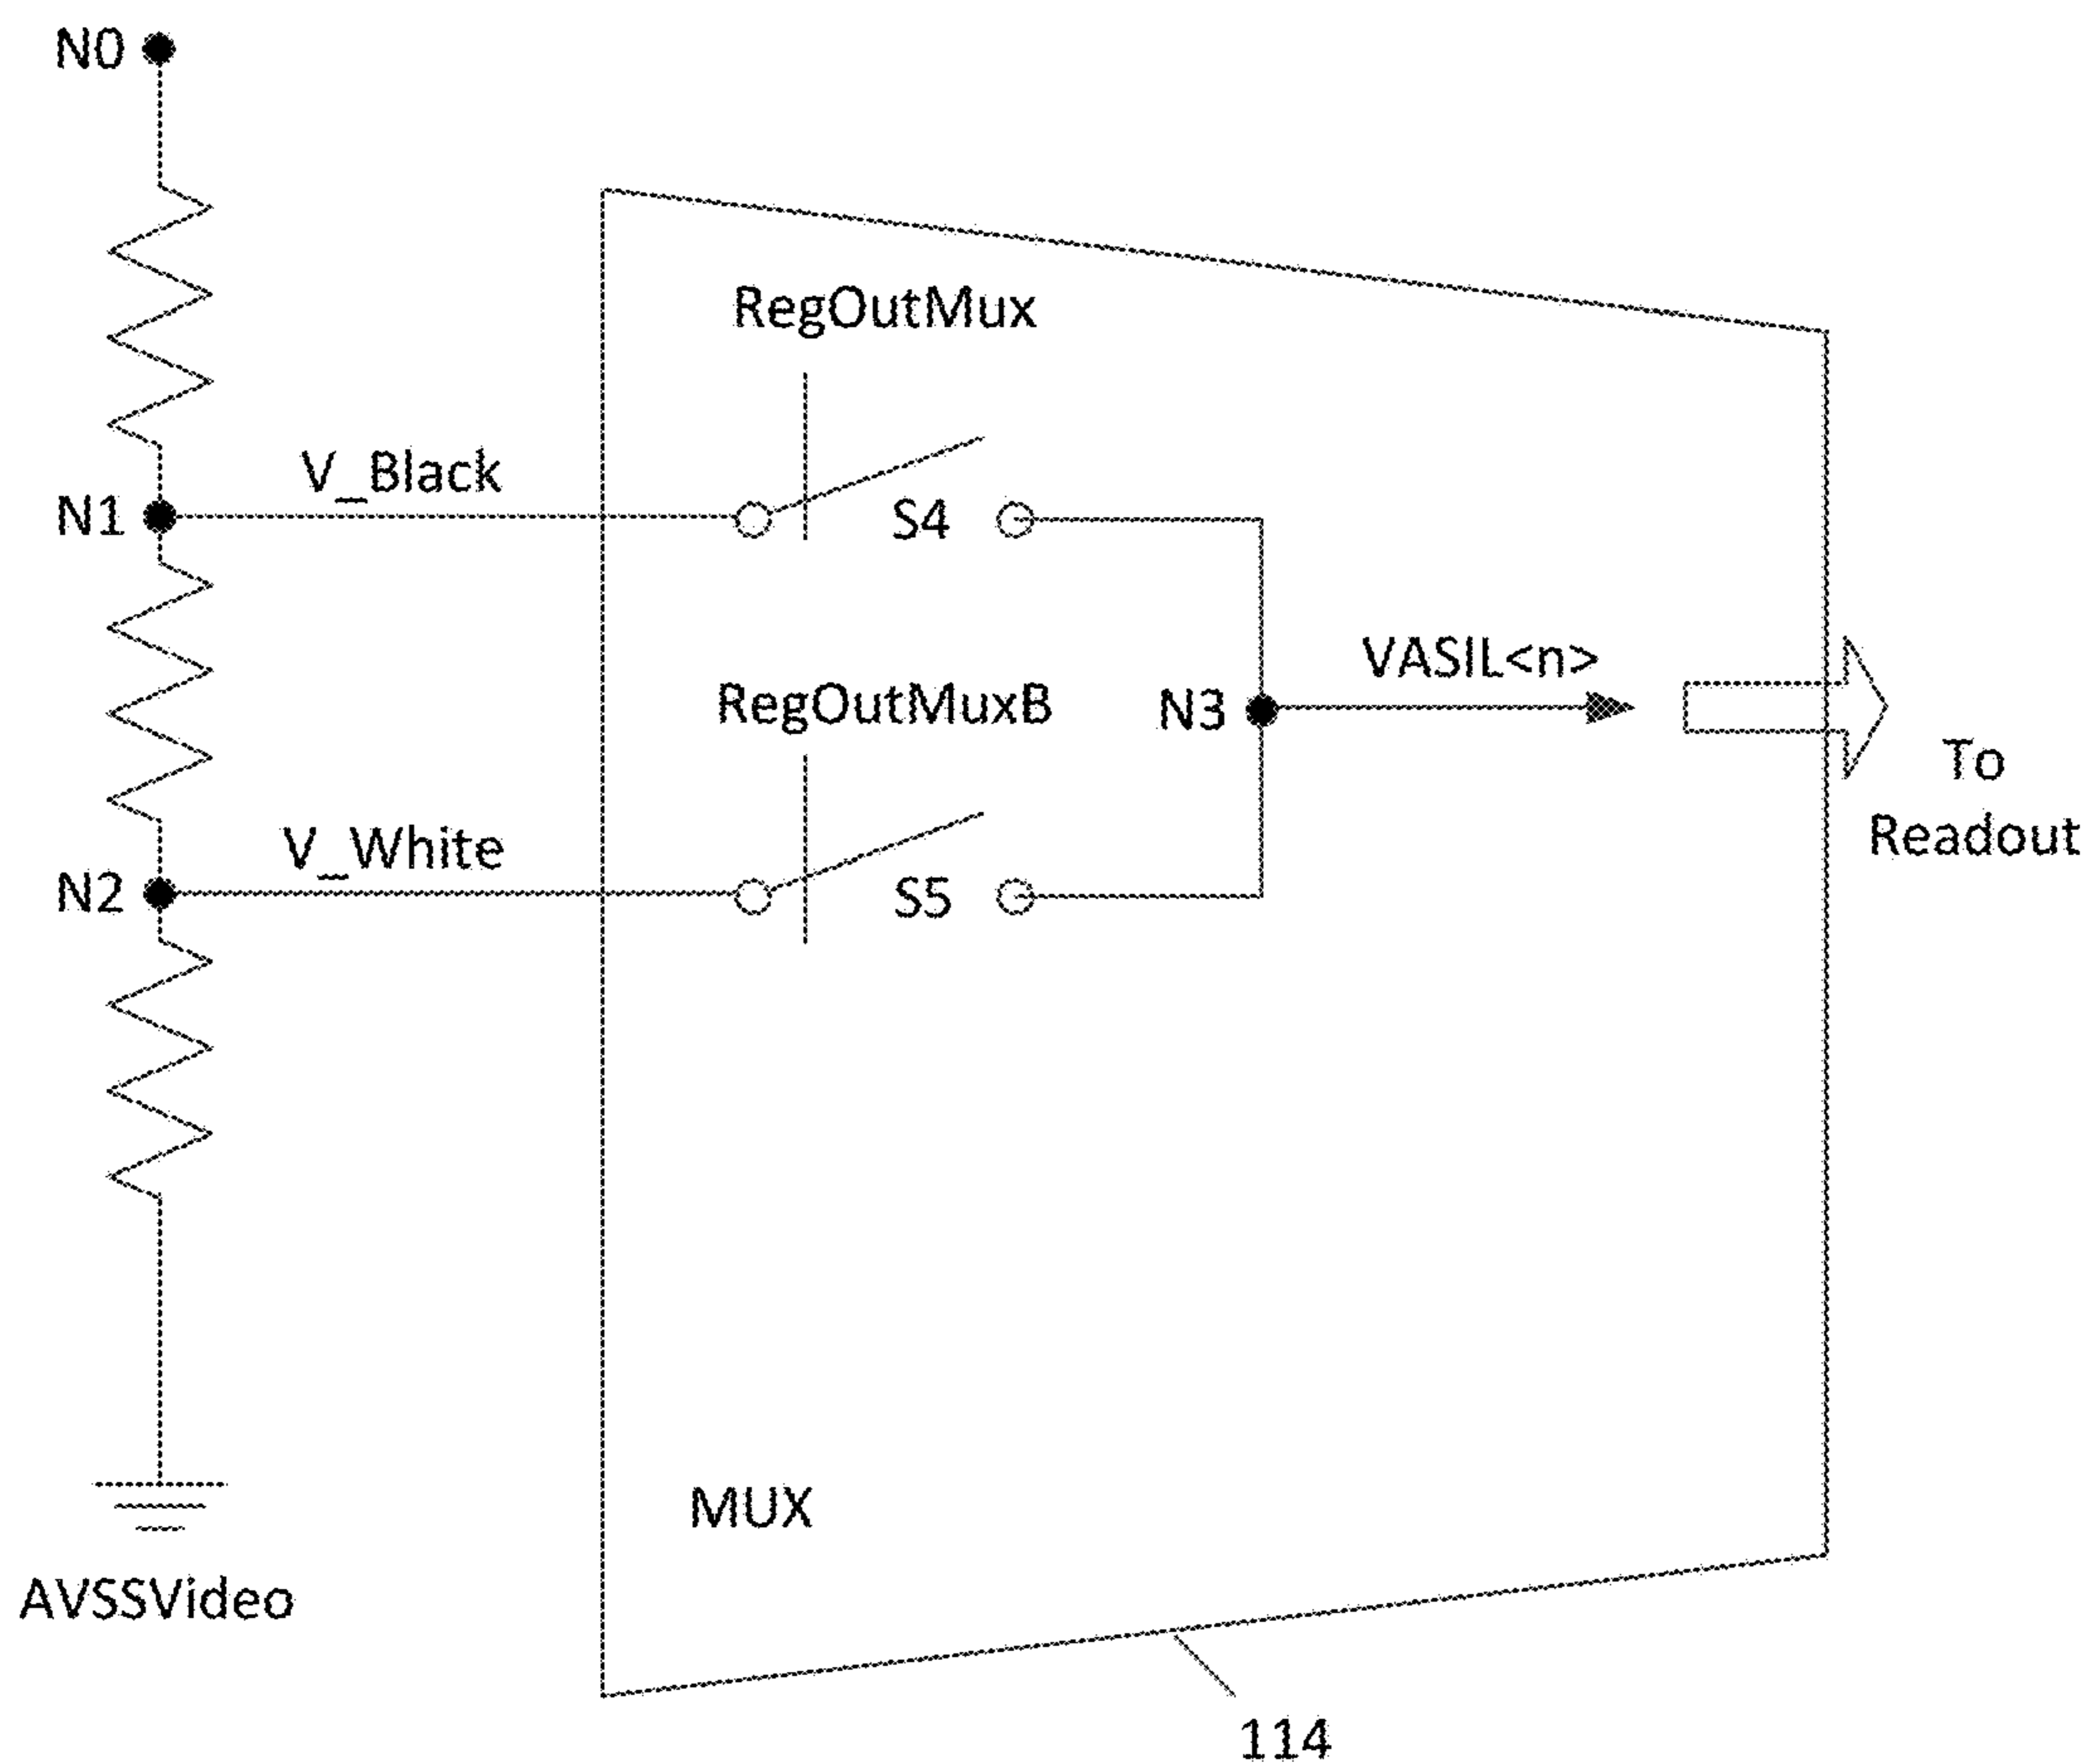 N0
RegOutMux
V_Black
N1
S4
VASIL<n>
RegOutMuxB
N3
To
Readout
V_White
N2
S5
MUX
AVSSVideo
114